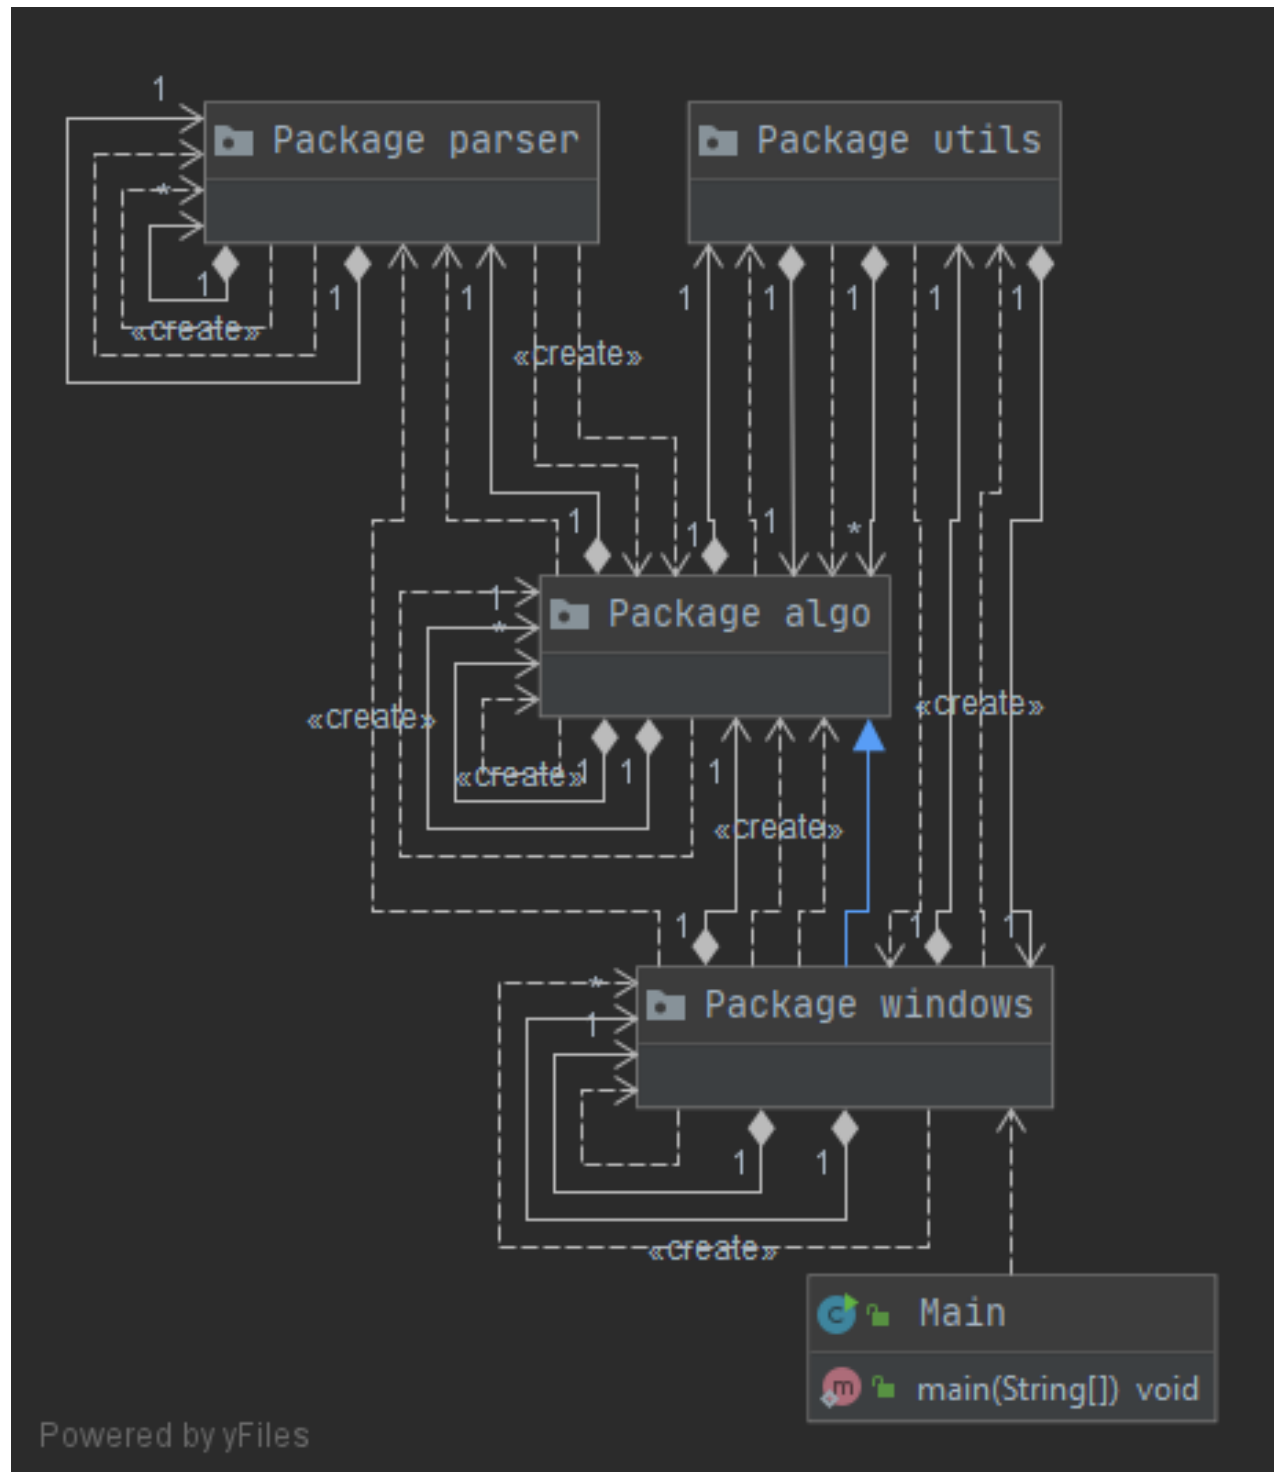 1
Package parser
Package utils
*
1
1
«create»
1
1
1
1
1
1
«create»
1
1
1
*
1
Package algo
*
«create»
«create»
1
1
1
«create»
«create»
1
1
1
*
Package windows
1
1
1
«create»
Main
main(String[]) void
Powered by yFiles